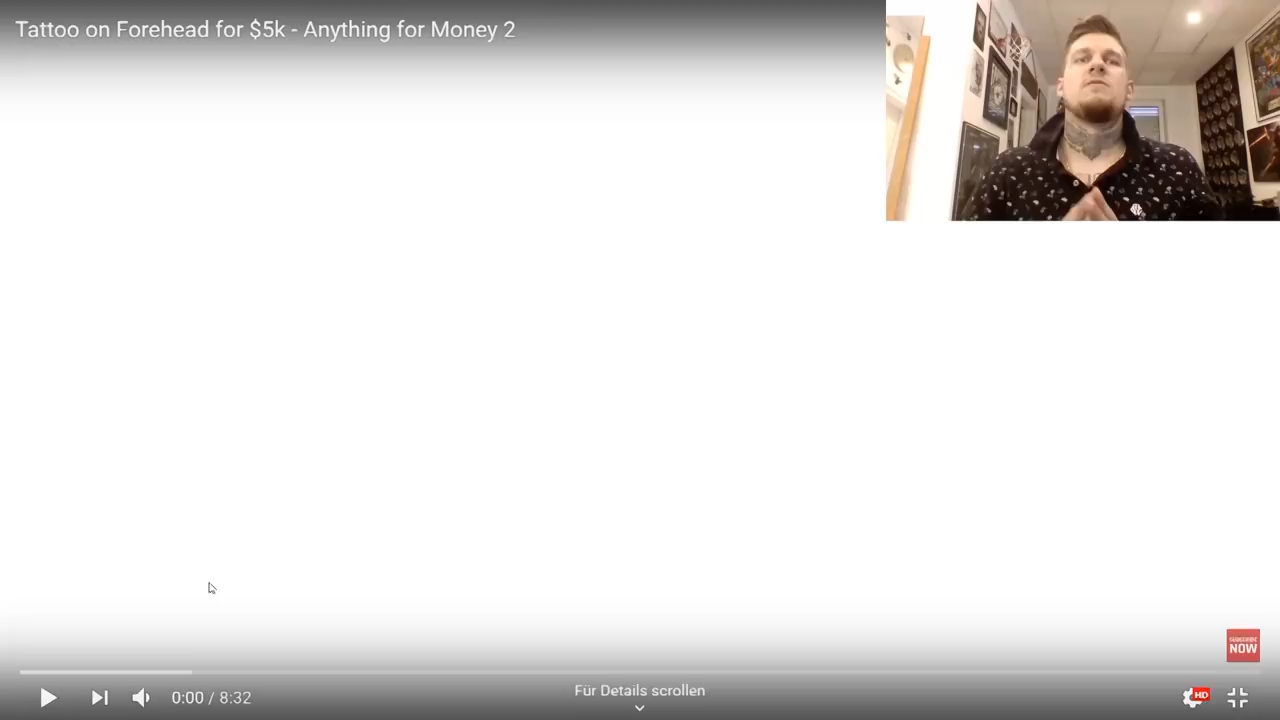 Tattoo on Forehead for $5k - Anything for Money 2
SUBSCRIBE
NOW
0:00 / 8:32
Für Details scrollen
HD